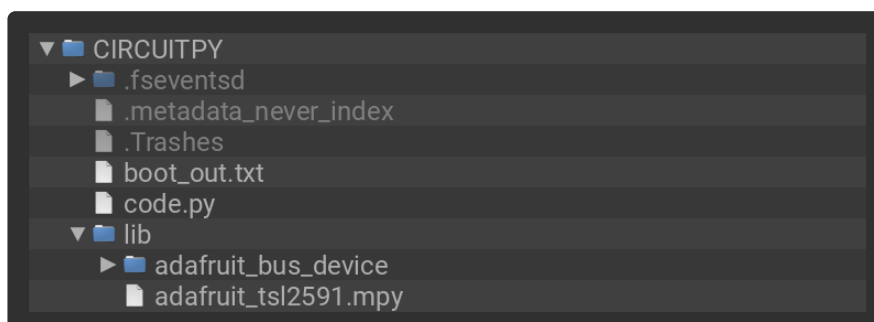 CIRCUITPY
.fseventsd
.metadata_never_index
.Trashes
boot_out.txt
code.py
lib
adafruit_bus_device
adafruit_tsl2591.mpy